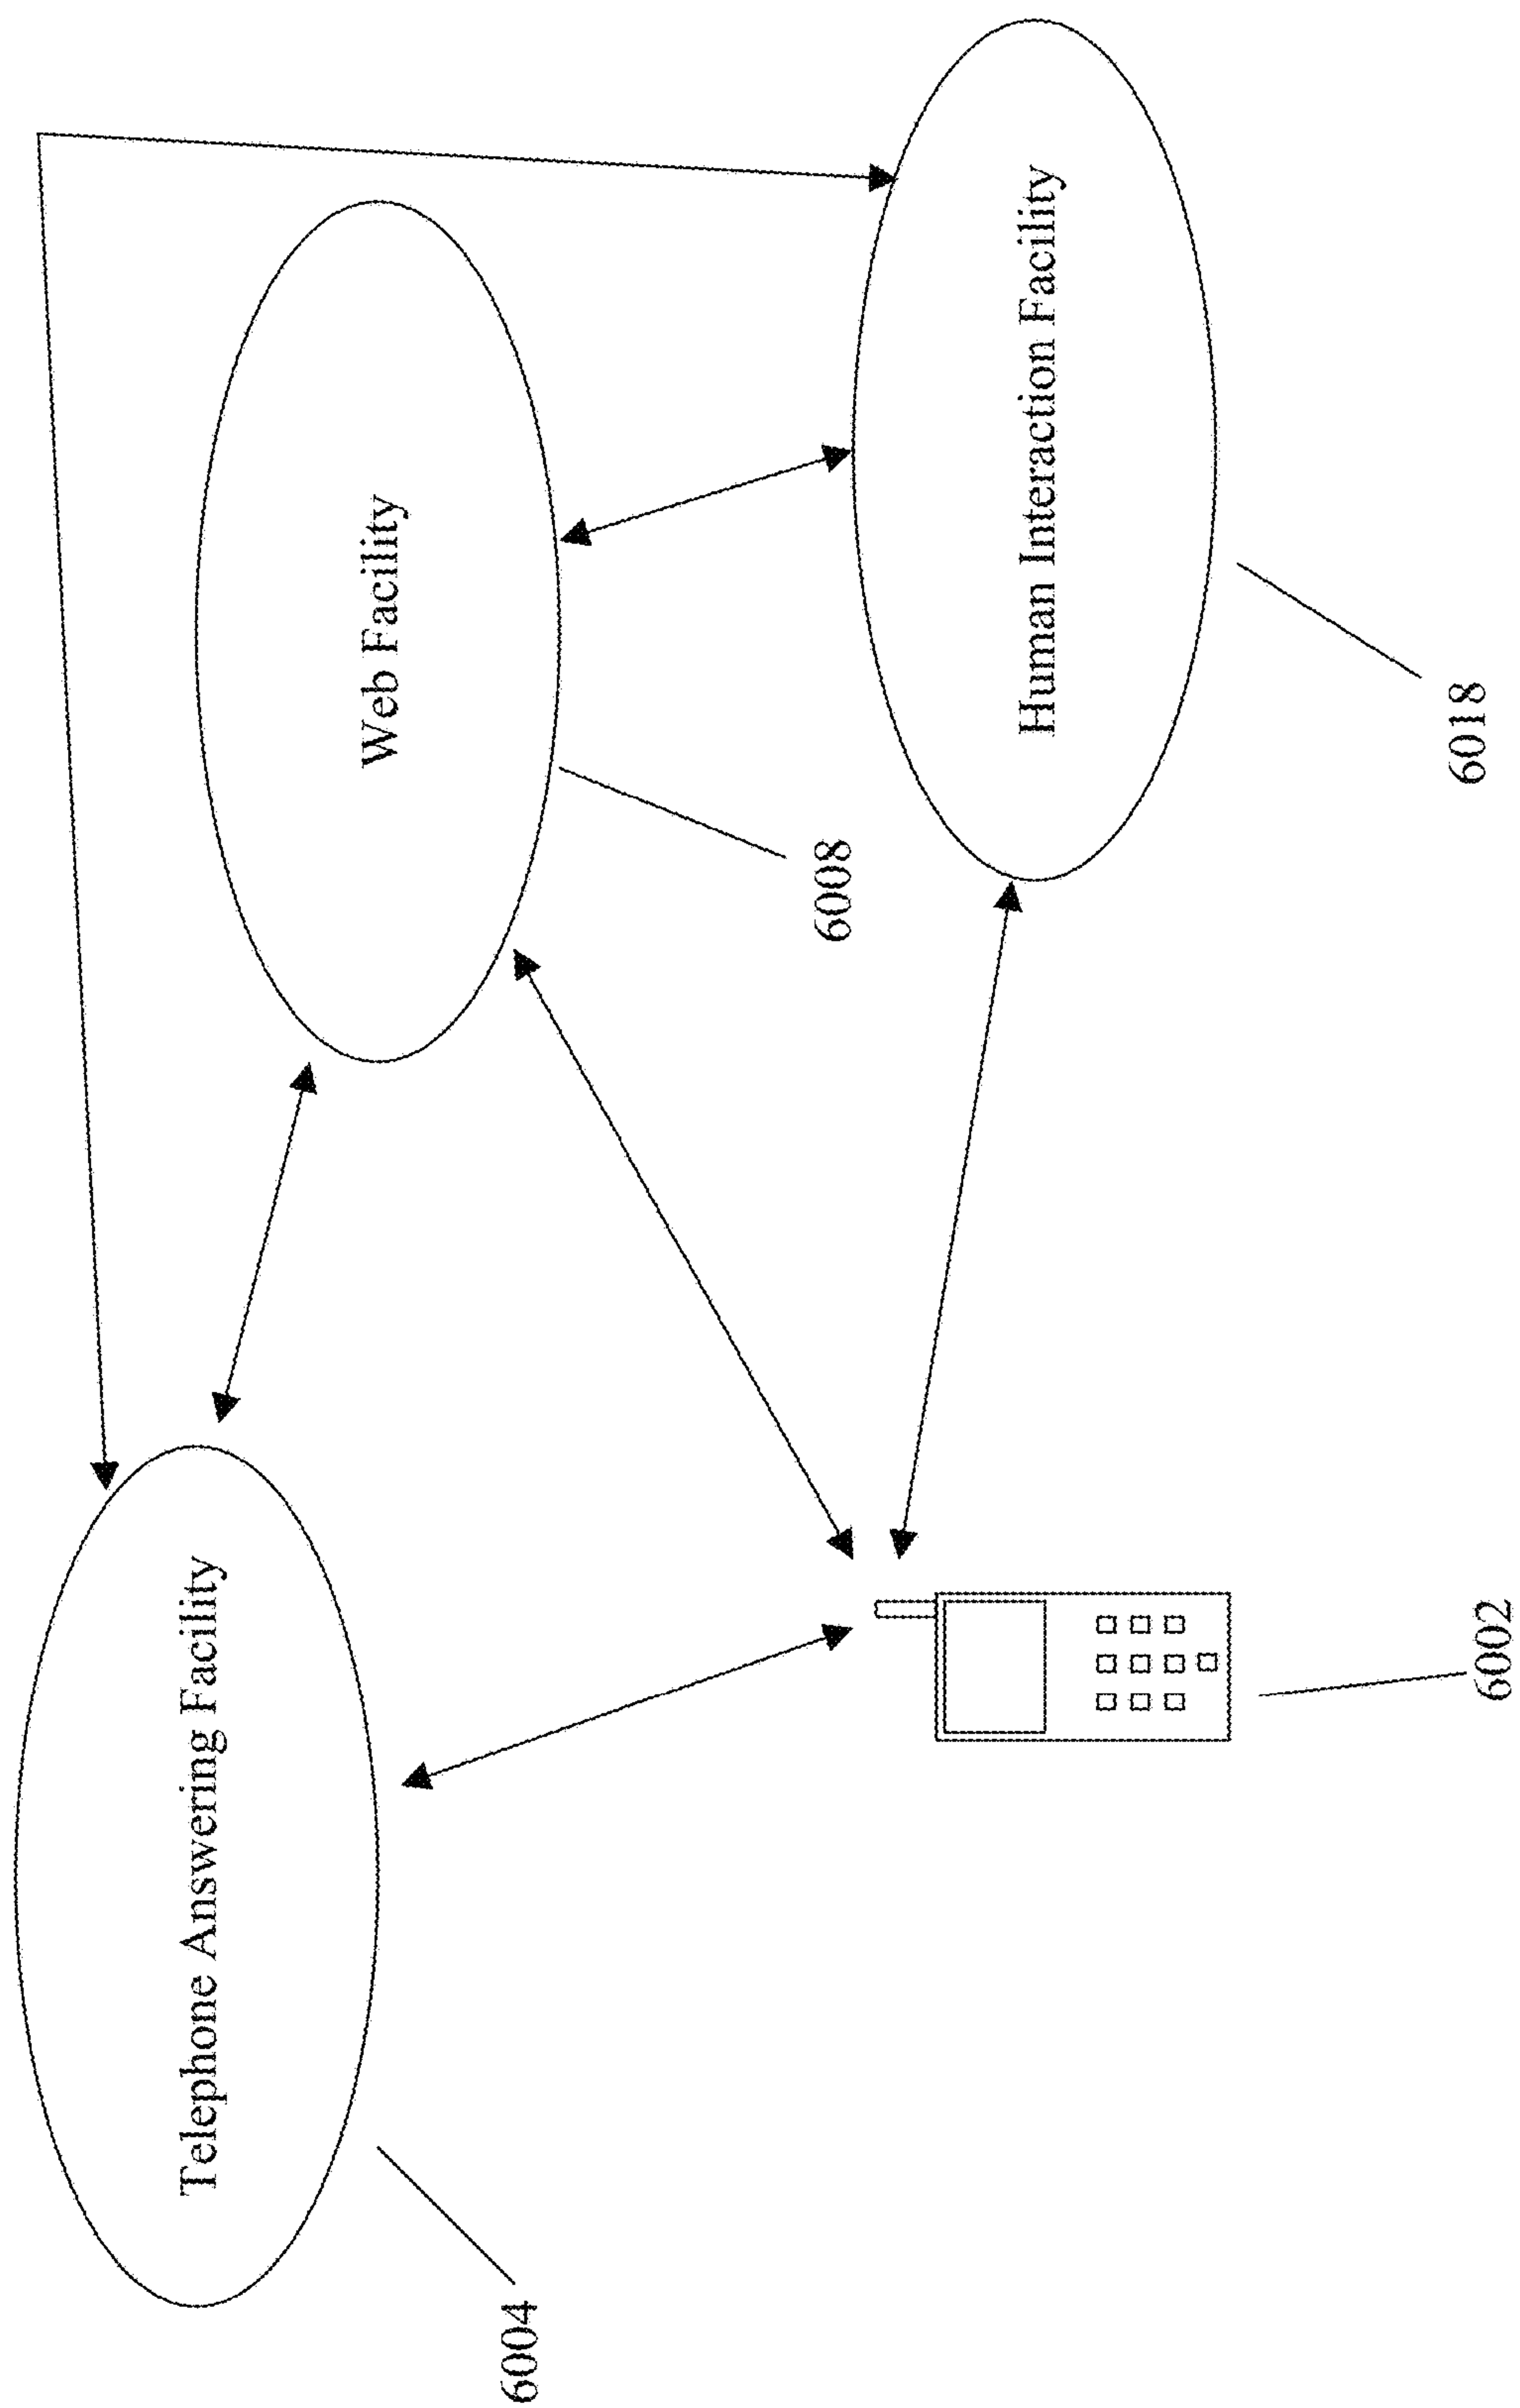 Telephone Answering Facility
6004
Web Facility
6008
Human Interaction Facility
6018
6002